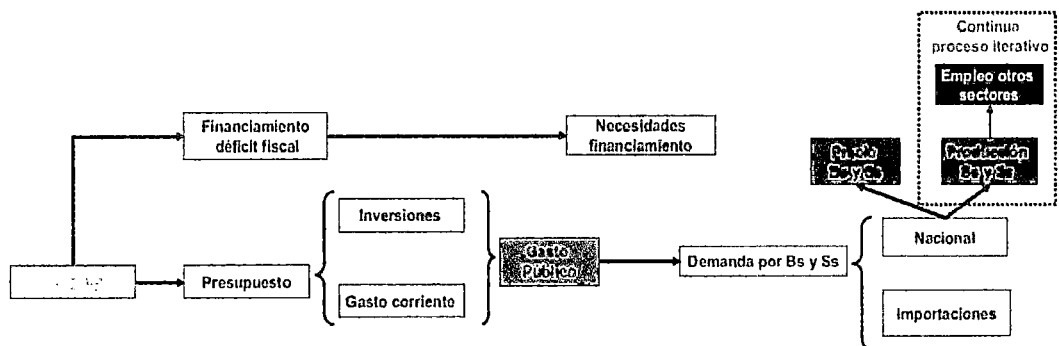 Continua
proceso iterativo
Empleo otros
sectores
Financiamiento
déficit fiscal
Necesidades
financiamiento
Precio
Bs y Ss
Producción
Bs y Ss
Inversiones
Nacional
Gasto
Público
Presupuesto
Demanda por Bs y Ss
Gasto corriente
Importaciones